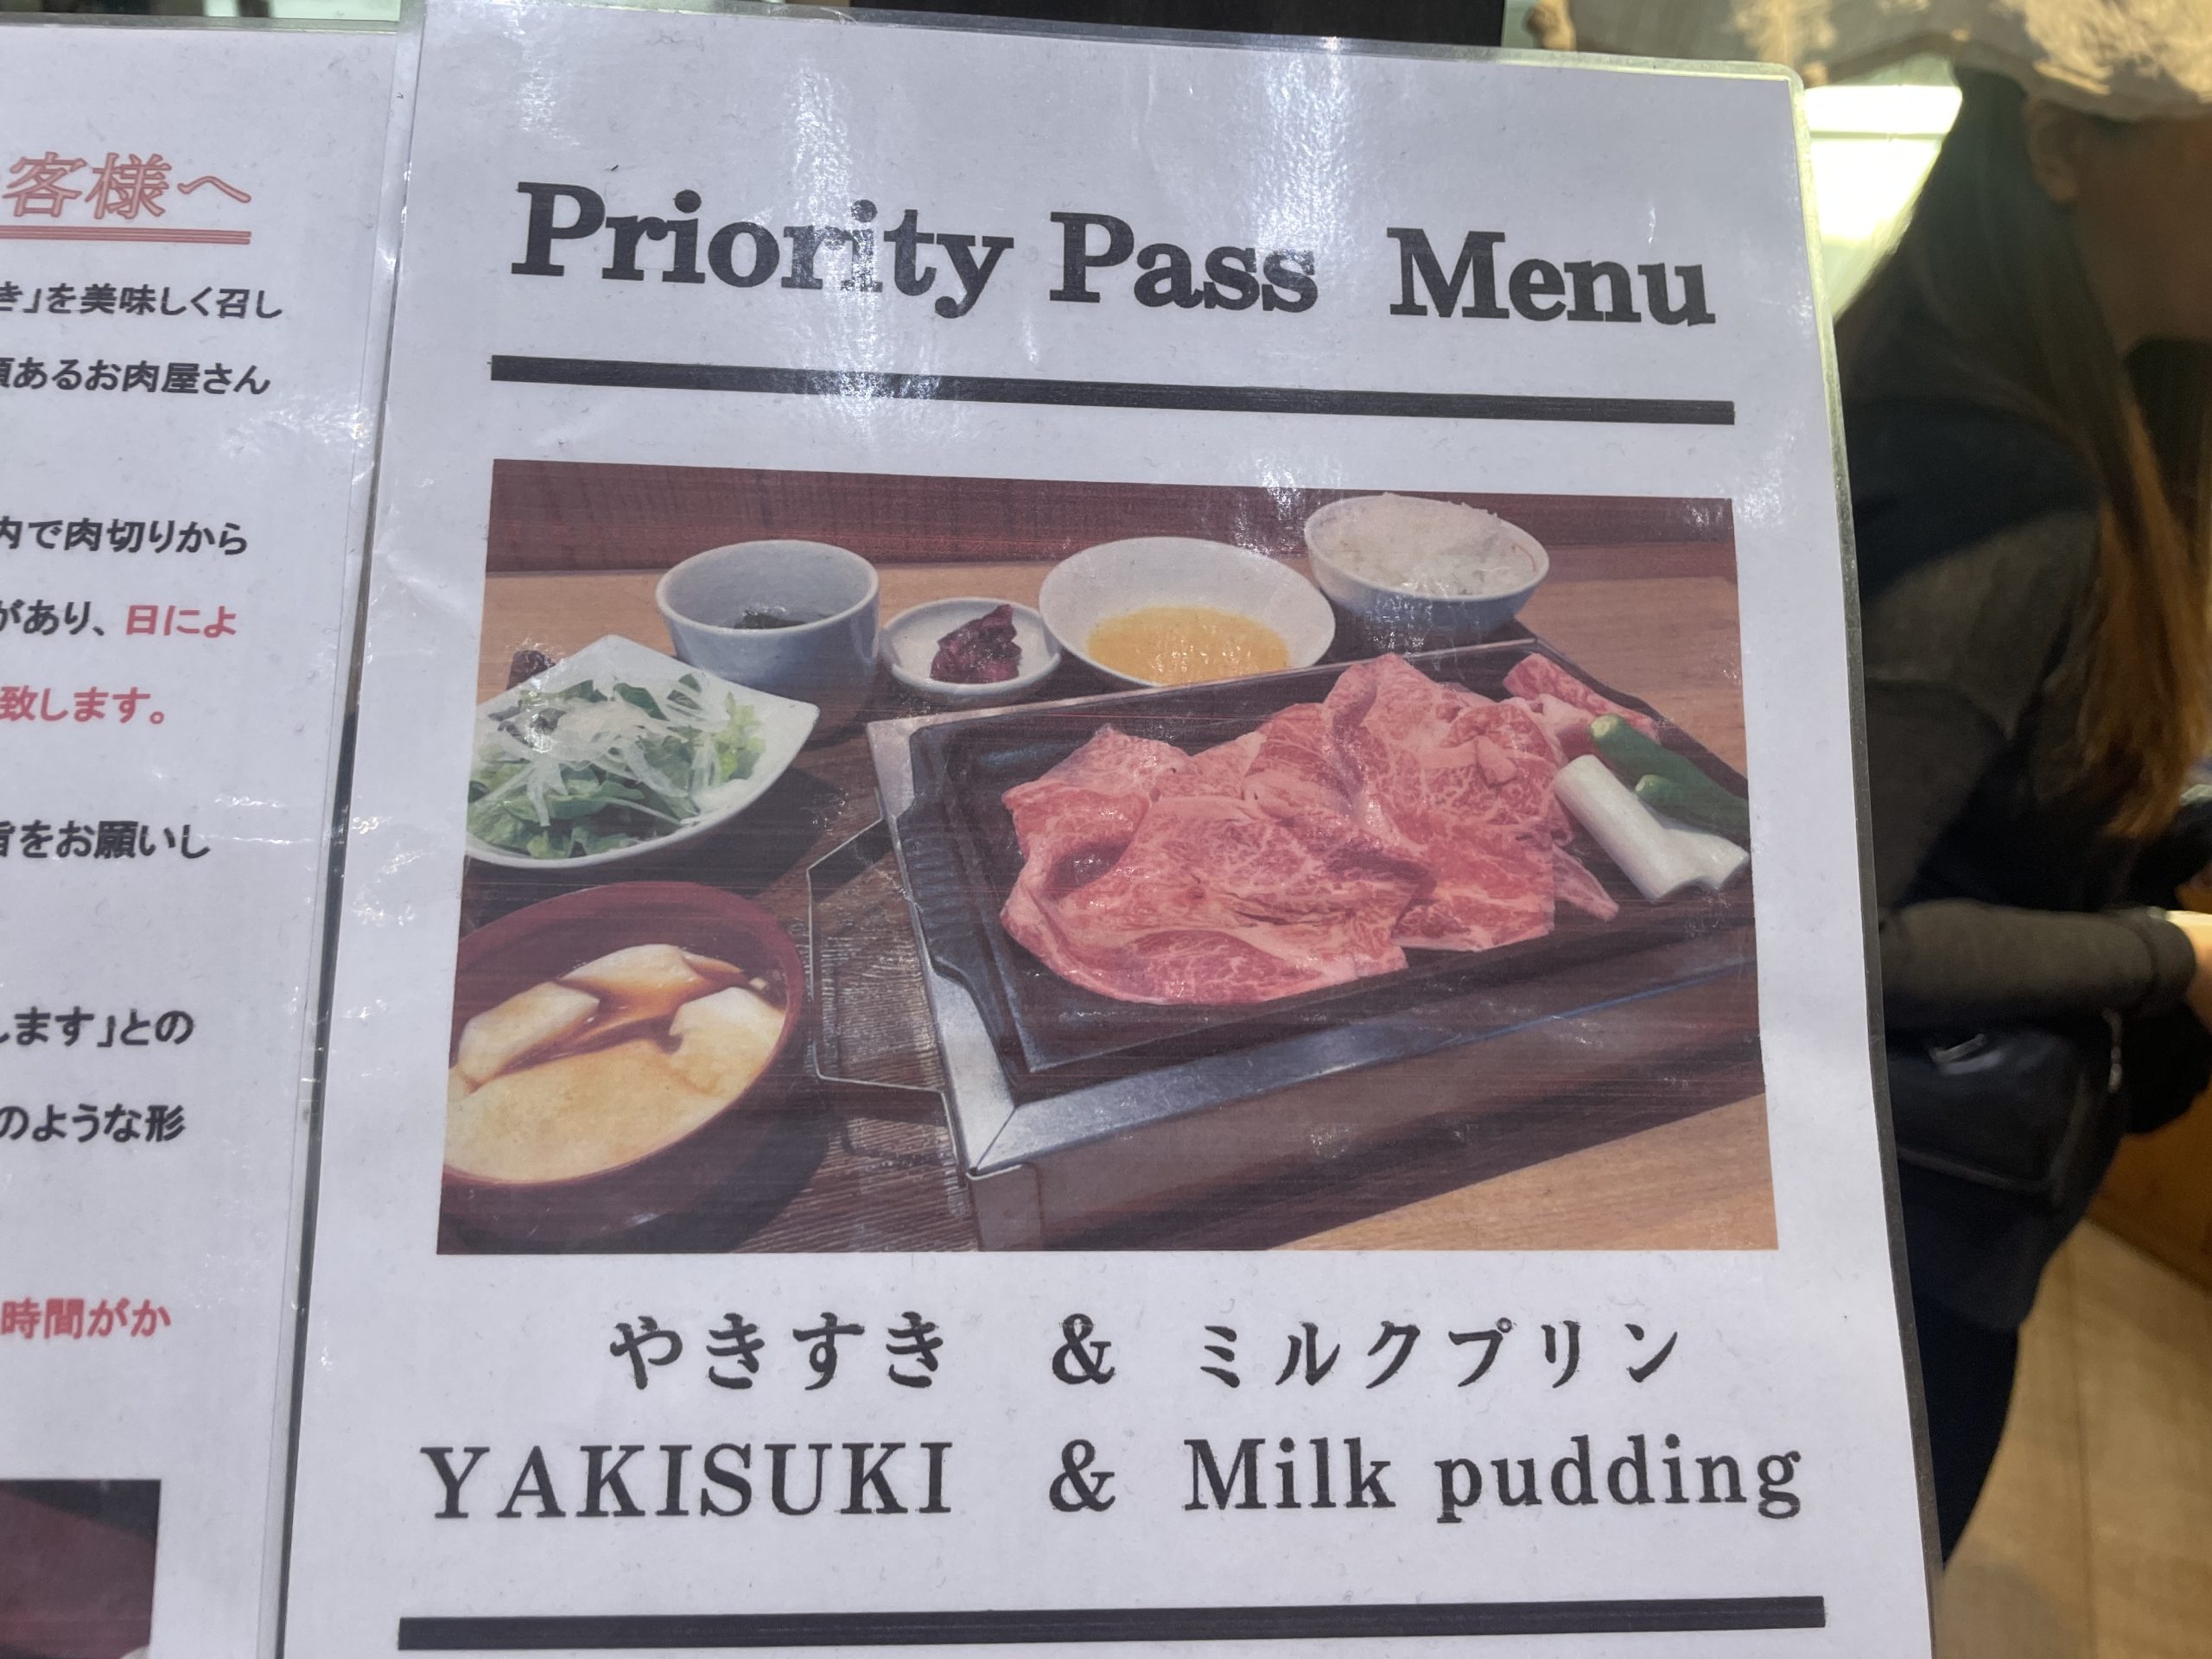 客様へ
き」を美味しく召し
頼あるお肉屋さん
内で肉切りから
があり、日によ
致します。
旨をお願いし
します」との
のような形
時間がか
Priority Pass Menu
やきすき & ミルクプリン
YAKISUKI & Milk pudding